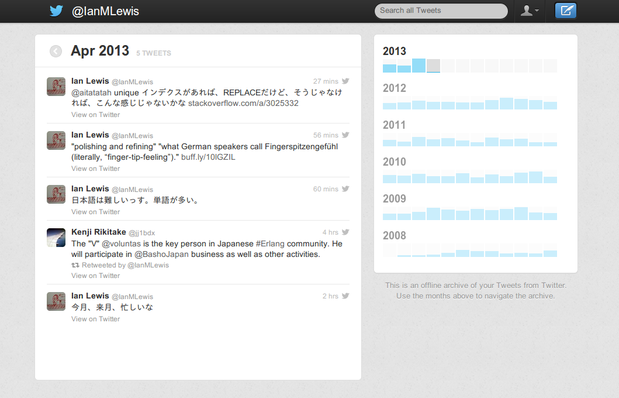 @IanMLewis
Search all Tweets
Apr 2013 5 TWEETS
Ian Lewis @IanMLewis 27 mins
@aitatatah unique インデクスがあれば、REPLACEだけど、そうじゃなけ
れば、こんな感じじゃないかな stackoverflow.com/a/3025332
View on Twitter
Ian Lewis @IanMLewis 56 mins
"polishing and refining" "what German speakers call Fingerspitzengefühl
(literally, “finger-tip-feeling”)." buff.ly/10lGZIL
View on Twitter
Ian Lewis @IanMLewis 60 mins
日本語は難しいっす。単語が多い。
View on Twitter
Kenji Rikitake @jj1bdx 4 hrs
The "V" @voluntas is the key person in Japanese #Erlang community. He
will participate in @BashoJapan business as well as other activities.
Retweeted by @IanMLewis
View on Twitter
Ian Lewis @IanMLewis 2 hrs
今月、来月、忙しいな
View on Twitter
2013
2012
2011
2010
2009
2008
This is an offline archive of your Tweets from Twitter.
Use the months above to navigate the archive.